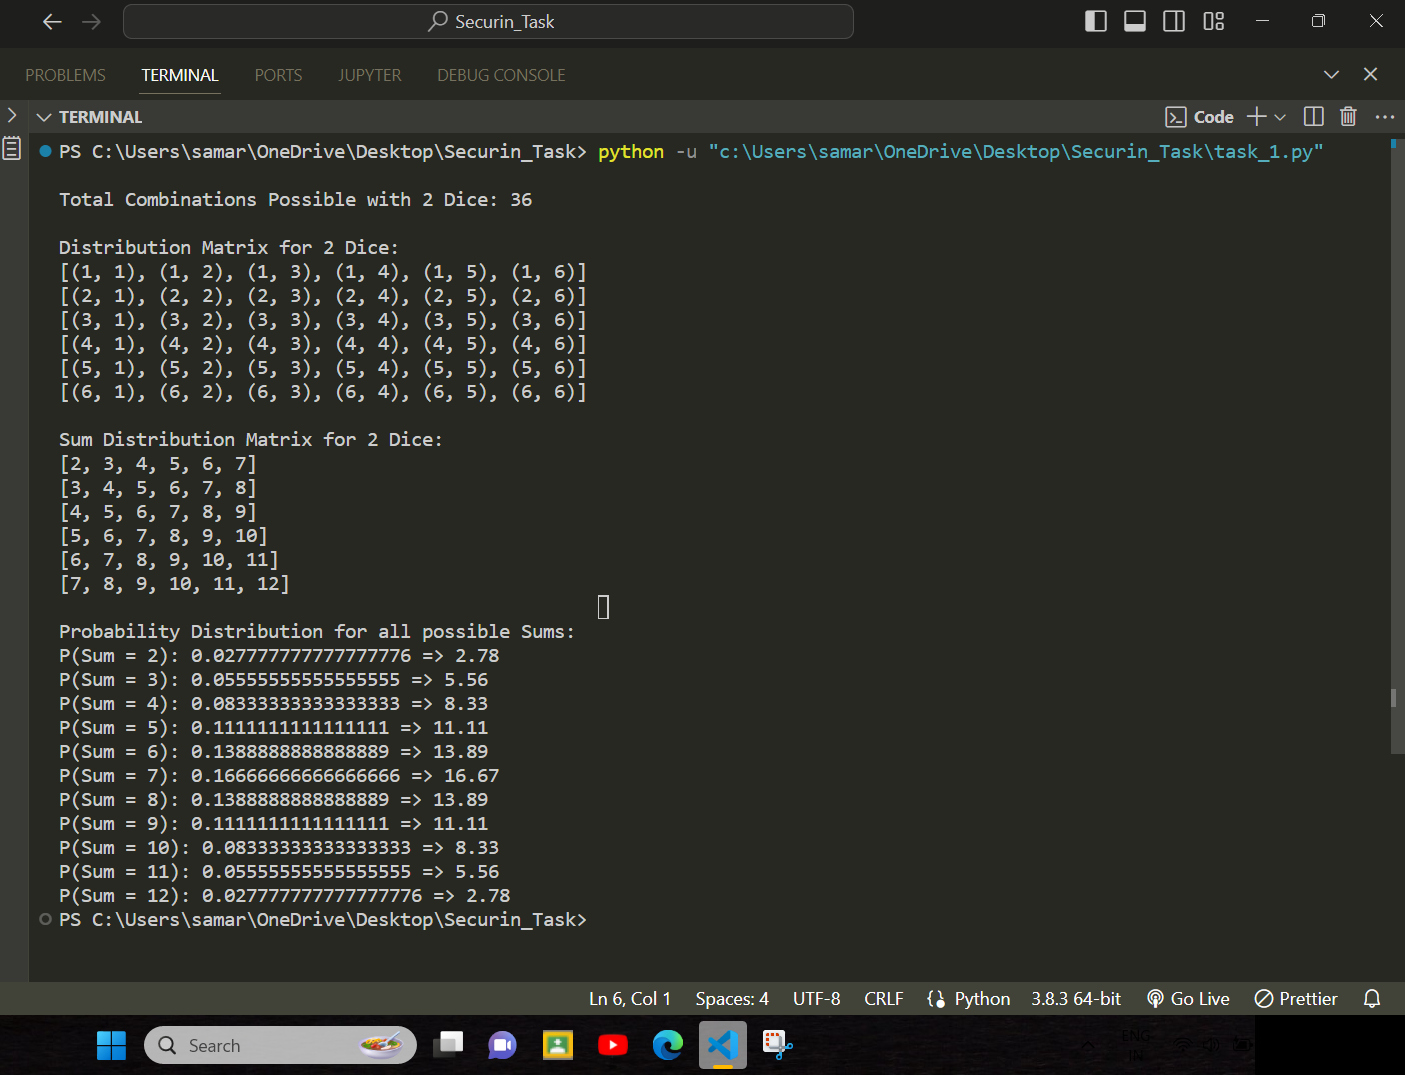 Securin_Task
PROBLEMS TERMINAL PORTS JUPYTER DEBUG CONSOLE
TERMINAL Code
PS C:\Users\samar\OneDrive\Desktop\Securin_Task> python -u "c:\Users\samar\OneDrive\Desktop\Securin_Task\task_1.py"
Total Combinations Possible with 2 Dice: 36
Distribution Matrix for 2 Dice:
[(1, 1), (1, 2), (1, 3), (1, 4), (1, 5), (1, 6)]
[(2, 1), (2, 2), (2, 3), (2, 4), (2, 5), (2, 6)]
[(3, 1), (3, 2), (3, 3), (3, 4), (3, 5), (3, 6)]
[(4, 1), (4, 2), (4, 3), (4, 4), (4, 5), (4, 6)]
[(5, 1), (5, 2), (5, 3), (5, 4), (5, 5), (5, 6)]
[(6, 1), (6, 2), (6, 3), (6, 4), (6, 5), (6, 6)]
Sum Distribution Matrix for 2 Dice:
[2, 3, 4, 5, 6, 7]
[3, 4, 5, 6, 7, 8]
[4, 5, 6, 7, 8, 9]
[5, 6, 7, 8, 9, 10]
[6, 7, 8, 9, 10, 11]
[7, 8, 9, 10, 11, 12]
Probability Distribution for all possible Sums:
P(Sum = 2): 0.027777777777777776 => 2.78
P(Sum = 3): 0.05555555555555555 => 5.56
P(Sum = 4): 0.08333333333333333 => 8.33
P(Sum = 5): 0.1111111111111111 => 11.11
P(Sum = 6): 0.1388888888888889 => 13.89
P(Sum = 7): 0.16666666666666666 => 16.67
P(Sum = 8): 0.1388888888888889 => 13.89
P(Sum = 9): 0.1111111111111111 => 11.11
P(Sum = 10): 0.08333333333333333 => 8.33
P(Sum = 11): 0.05555555555555555 => 5.56
P(Sum = 12): 0.027777777777777776 => 2.78
PS C:\Users\samar\OneDrive\Desktop\Securin_Task>
Ln 6, Col 1 Spaces: 4 UTF-8 CRLF Python 3.8.3 64-bit Go Live Prettier
Search
ENG
IN